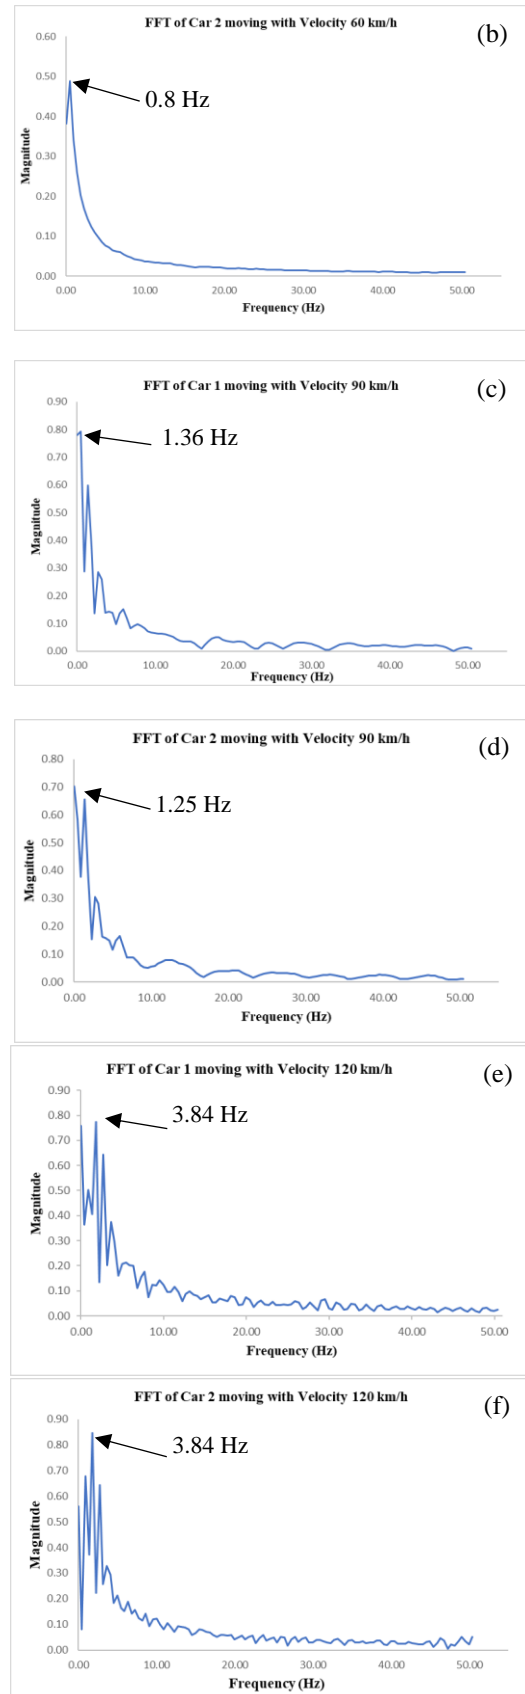 FFT of Car 2 moving with Velocity 60 km/h
(b)
0.60
0.50
0.40
0.30
0.20
0.10
0.00
Magnitude
0.8 Hz
0.00 10.00 20.00 30.00 40.00 50.00
Frequency (Hz)
FFT of Car 1 moving with Velocity 90 km/h
(c)
0.90
0.80
0.70
0.60
0.50
0.40
0.30
0.20
0.10
0.00
Magnitude
1.36 Hz
0.00 10.00 20.00 30.00 40.00 50.00
Frequency (Hz)
FFT of Car 2 moving with Velocity 90 km/h
(d)
0.80
0.70
0.60
0.50
0.40
0.30
0.20
0.10
0.00
Magnitude
1.25 Hz
0.00 10.00 20.00 30.00 40.00 50.00
Frequency (Hz)
FFT of Car 1 moving with Velocity 120 km/h
(e)
0.90
0.80
0.70
0.60
0.50
0.40
0.30
0.20
0.10
0.00
Magnitude
3.84 Hz
0.00 10.00 20.00 30.00 40.00 50.00
Frequency (Hz)
FFT of Car 2 moving with Velocity 120 km/h
(f)
0.90
0.80
0.70
0.60
0.50
0.40
0.30
0.20
0.10
0.00
Magnitude
3.84 Hz
0.00 10.00 20.00 30.00 40.00 50.00
Frequency (Hz)